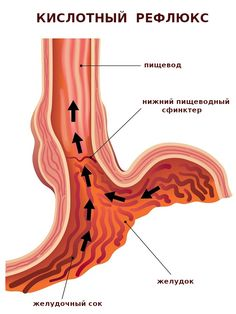 КИСЛОТНЫЙ РЕФЛЮКС
пищевод
нижний пищеводный
сфинктер
желудок
желудочный сок